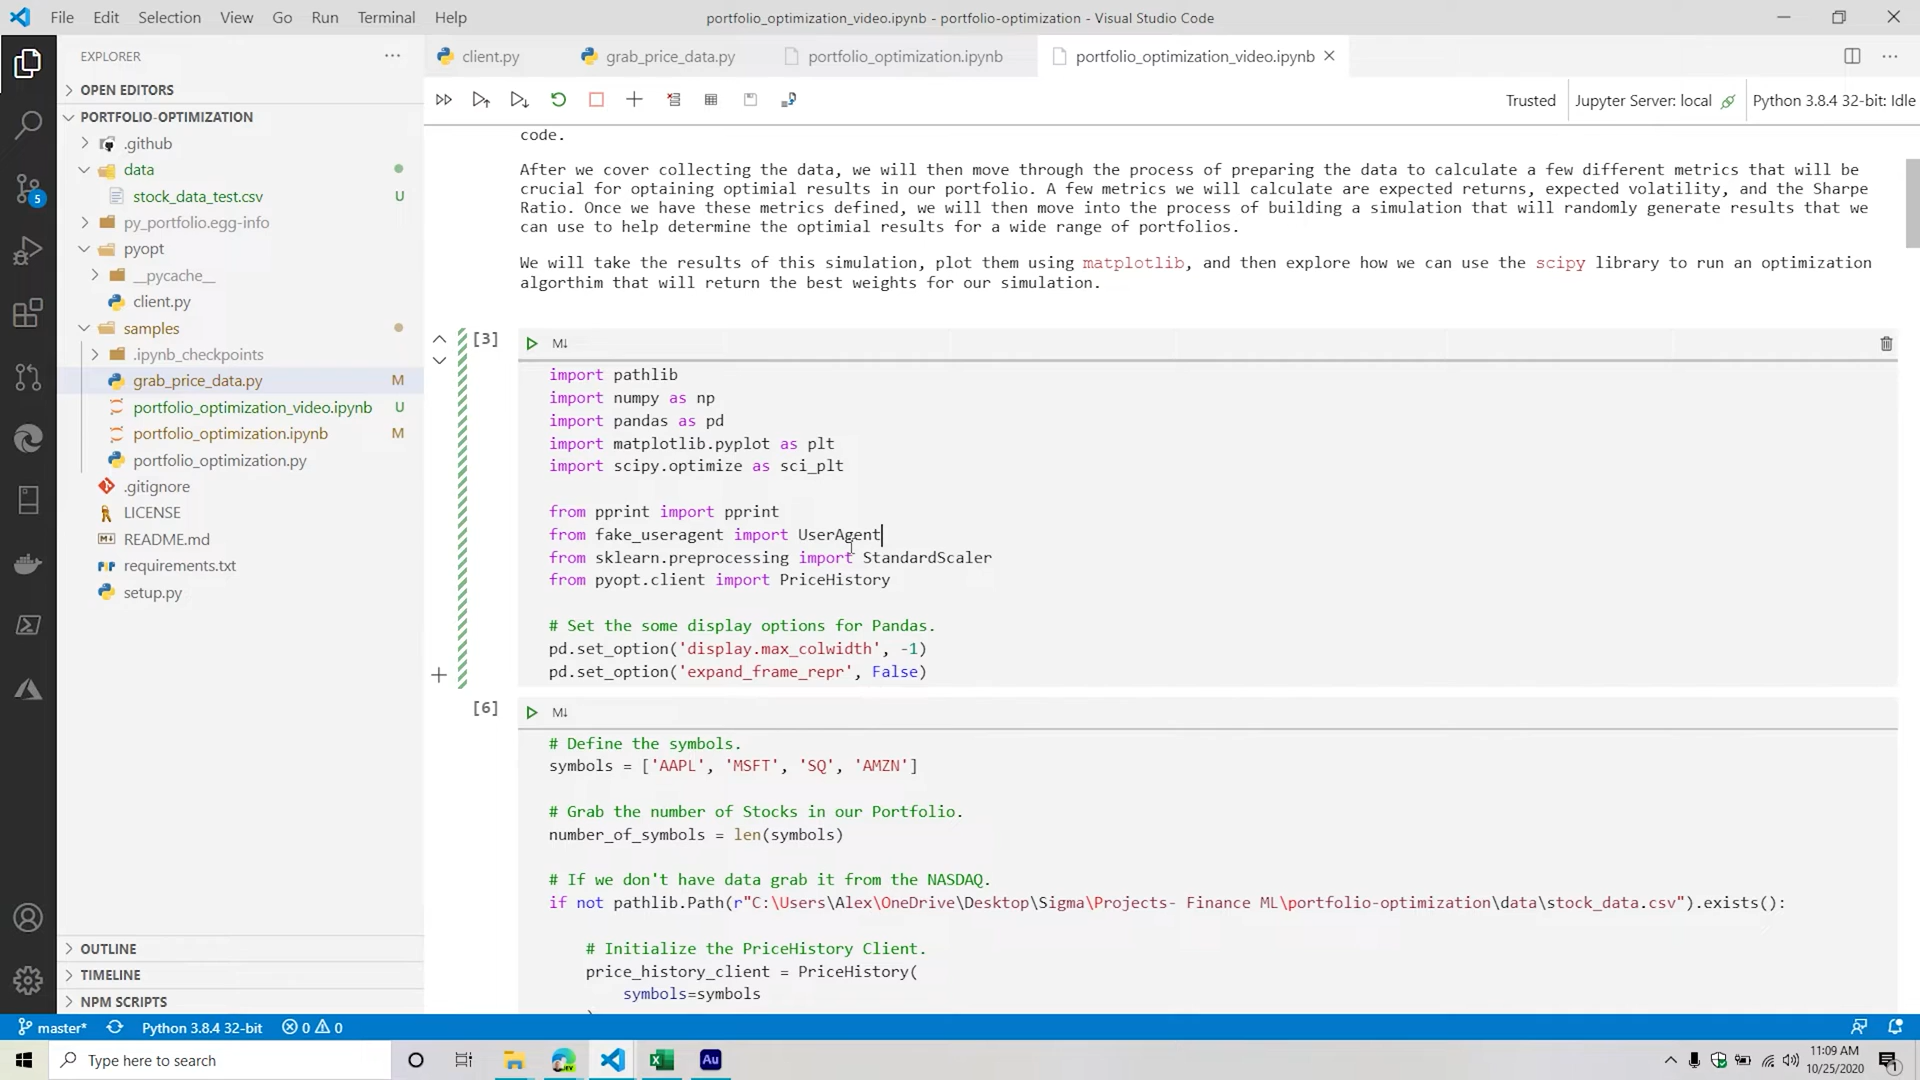 File Edit Selection View Go Run Terminal Help
portfolio_optimization_video.ipynb - portfolio-optimization - Visual Studio Code
EXPLORER
OPEN EDITORS
PORTFOLIO-OPTIMIZATION
.github
data
stock_data_test.csv U
py_portfolio.egg-info
pyopt
__pycache__
client.py
samples
.ipynb_checkpoints
grab_price_data.py M
portfolio_optimization_video.ipynb U
portfolio_optimization.ipynb M
portfolio_optimization.py
.gitignore
LICENSE
README.md
requirements.txt
setup.py
OUTLINE
TIMELINE
NPM SCRIPTS
5
client.py grab_price_data.py portfolio_optimization.ipynb portfolio_optimization_video.ipynb
Trusted Jupyter Server: local Python 3.8.4 32-bit: Idle
code.
After we cover collecting the data, we will then move through the process of preparing the data to calculate a few different metrics that will be
crucial for optaining optimial results in our portfolio. A few metrics we will calculate are expected returns, expected volatility, and the Sharpe
Ratio. Once we have these metrics defined, we will then move into the process of building a simulation that will randomly generate results that we
can use to help determine the optimial results for a wide range of portfolios.
We will take the results of this simulation, plot them using matplotlib, and then explore how we can use the scipy library to run an optimization
algorthim that will return the best weights for our simulation.
[3] M↓
import pathlib
import numpy as np
import pandas as pd
import matplotlib.pyplot as plt
import scipy.optimize as sci_plt
from pprint import pprint
from fake_useragent import UserAgent
from sklearn.preprocessing import StandardScaler
from pyopt.client import PriceHistory
# Set the some display options for Pandas.
pd.set_option('display.max_colwidth', -1)
pd.set_option('expand_frame_repr', False)
[6] M↓
# Define the symbols.
symbols = ['AAPL', 'MSFT', 'SQ', 'AMZN']
# Grab the number of Stocks in our Portfolio.
number_of_symbols = len(symbols)
# If we don't have data grab it from the NASDAQ.
if not pathlib.Path(r"C:\Users\Alex\OneDrive\Desktop\Sigma\Projects- Finance ML\portfolio-optimization\data\stock_data.csv").exists():
# Initialize the PriceHistory Client.
price_history_client = PriceHistory(
symbols=symbols
master* Python 3.8.4 32-bit 0 0
Type here to search
Au
11:09 AM
10/25/2020
1